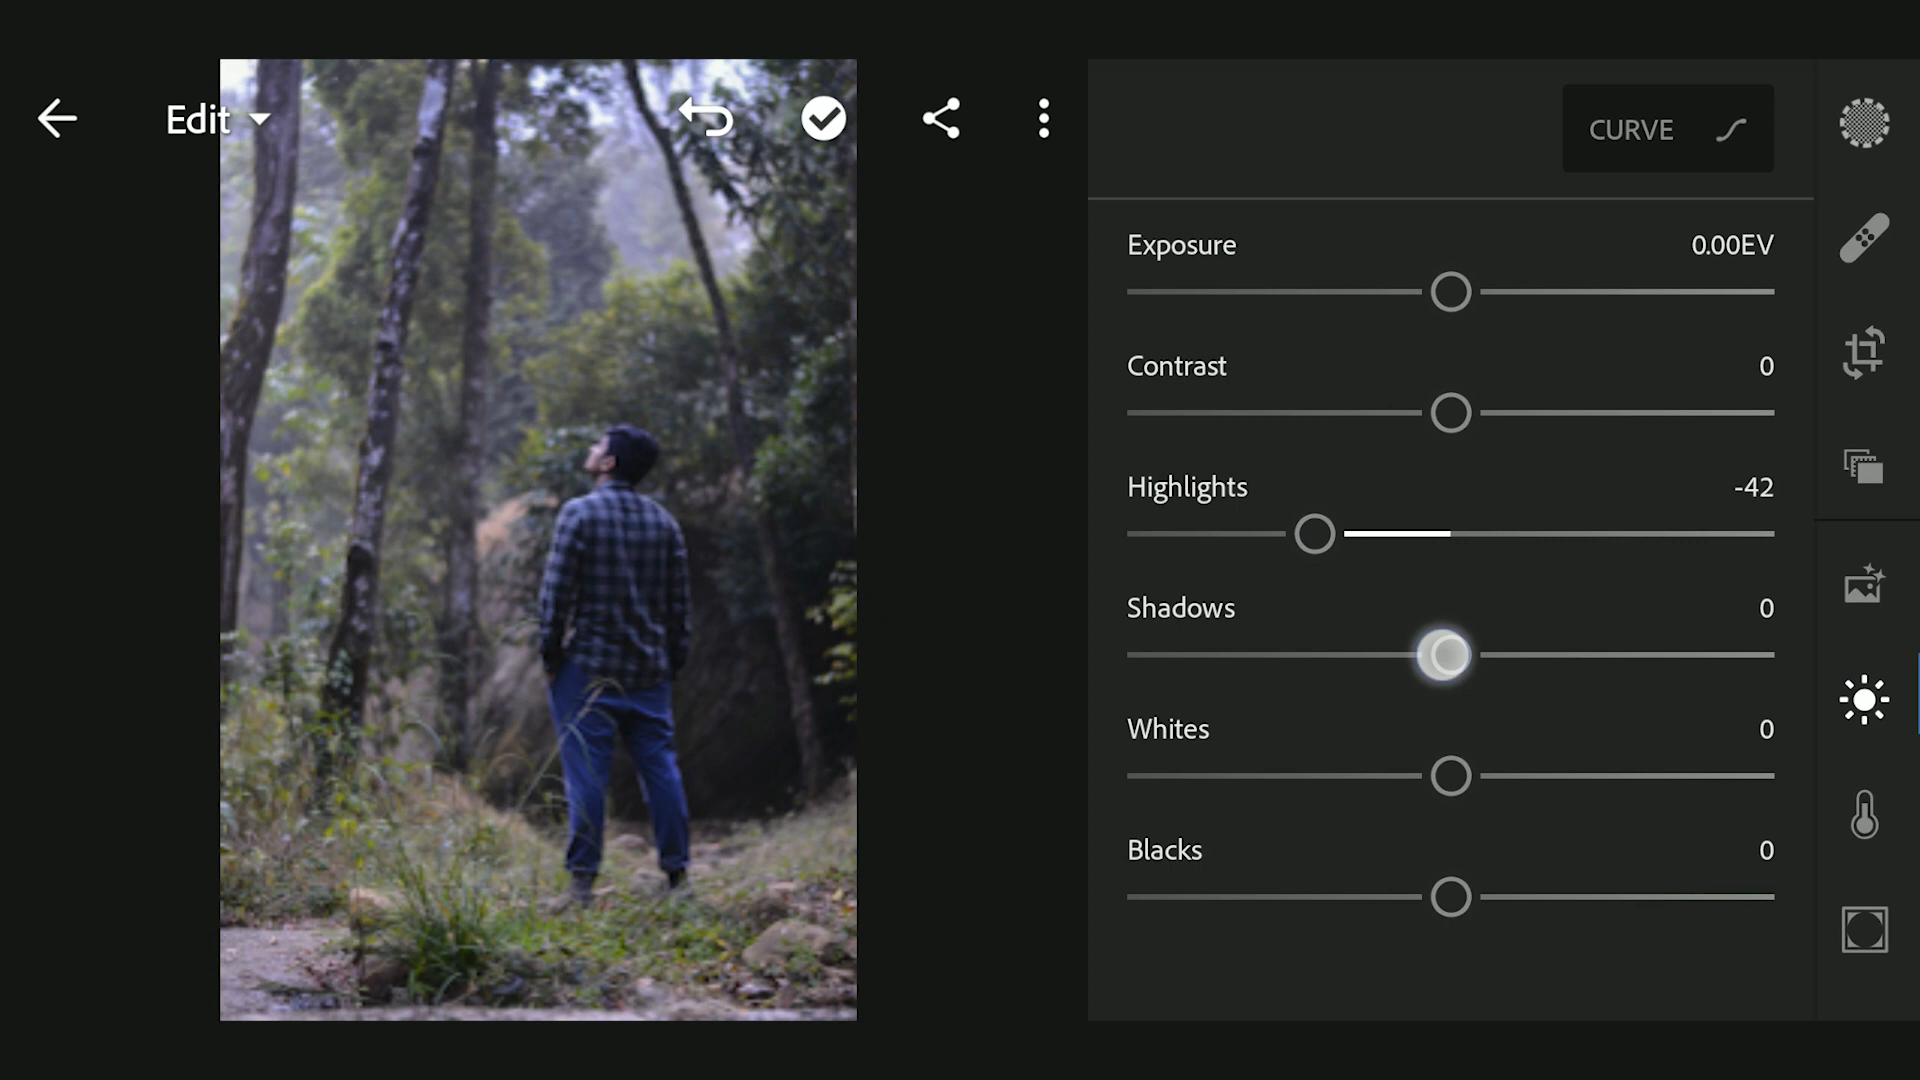 Edit
CURVE
Exposure 0.00EV
Contrast 0
Highlights -42
Shadows 0
Whites 0
Blacks 0